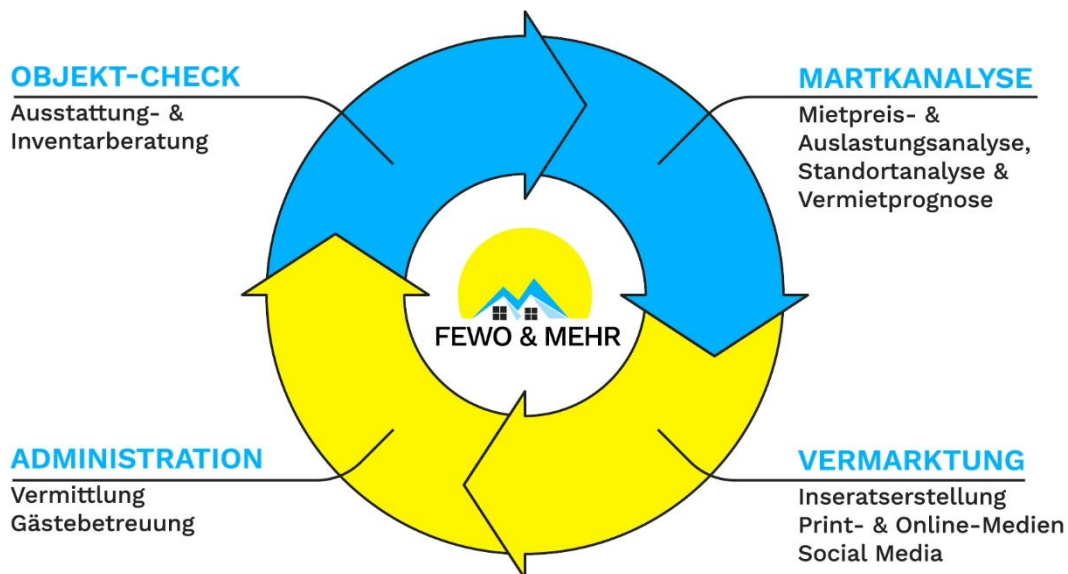 OBJEKT-CHECK
Ausstattung- &
Inventarberatung
MARTKANALYSE
Mietpreis- &
Auslastungsanalyse,
Standortanalyse &
Vermietprognose
FEWO & MEHR
ADMINISTRATION
Vermittlung
Gästebetreuung
VERMARKTUNG
Inseratserstellung
Print- & Online-Medien
Social Media